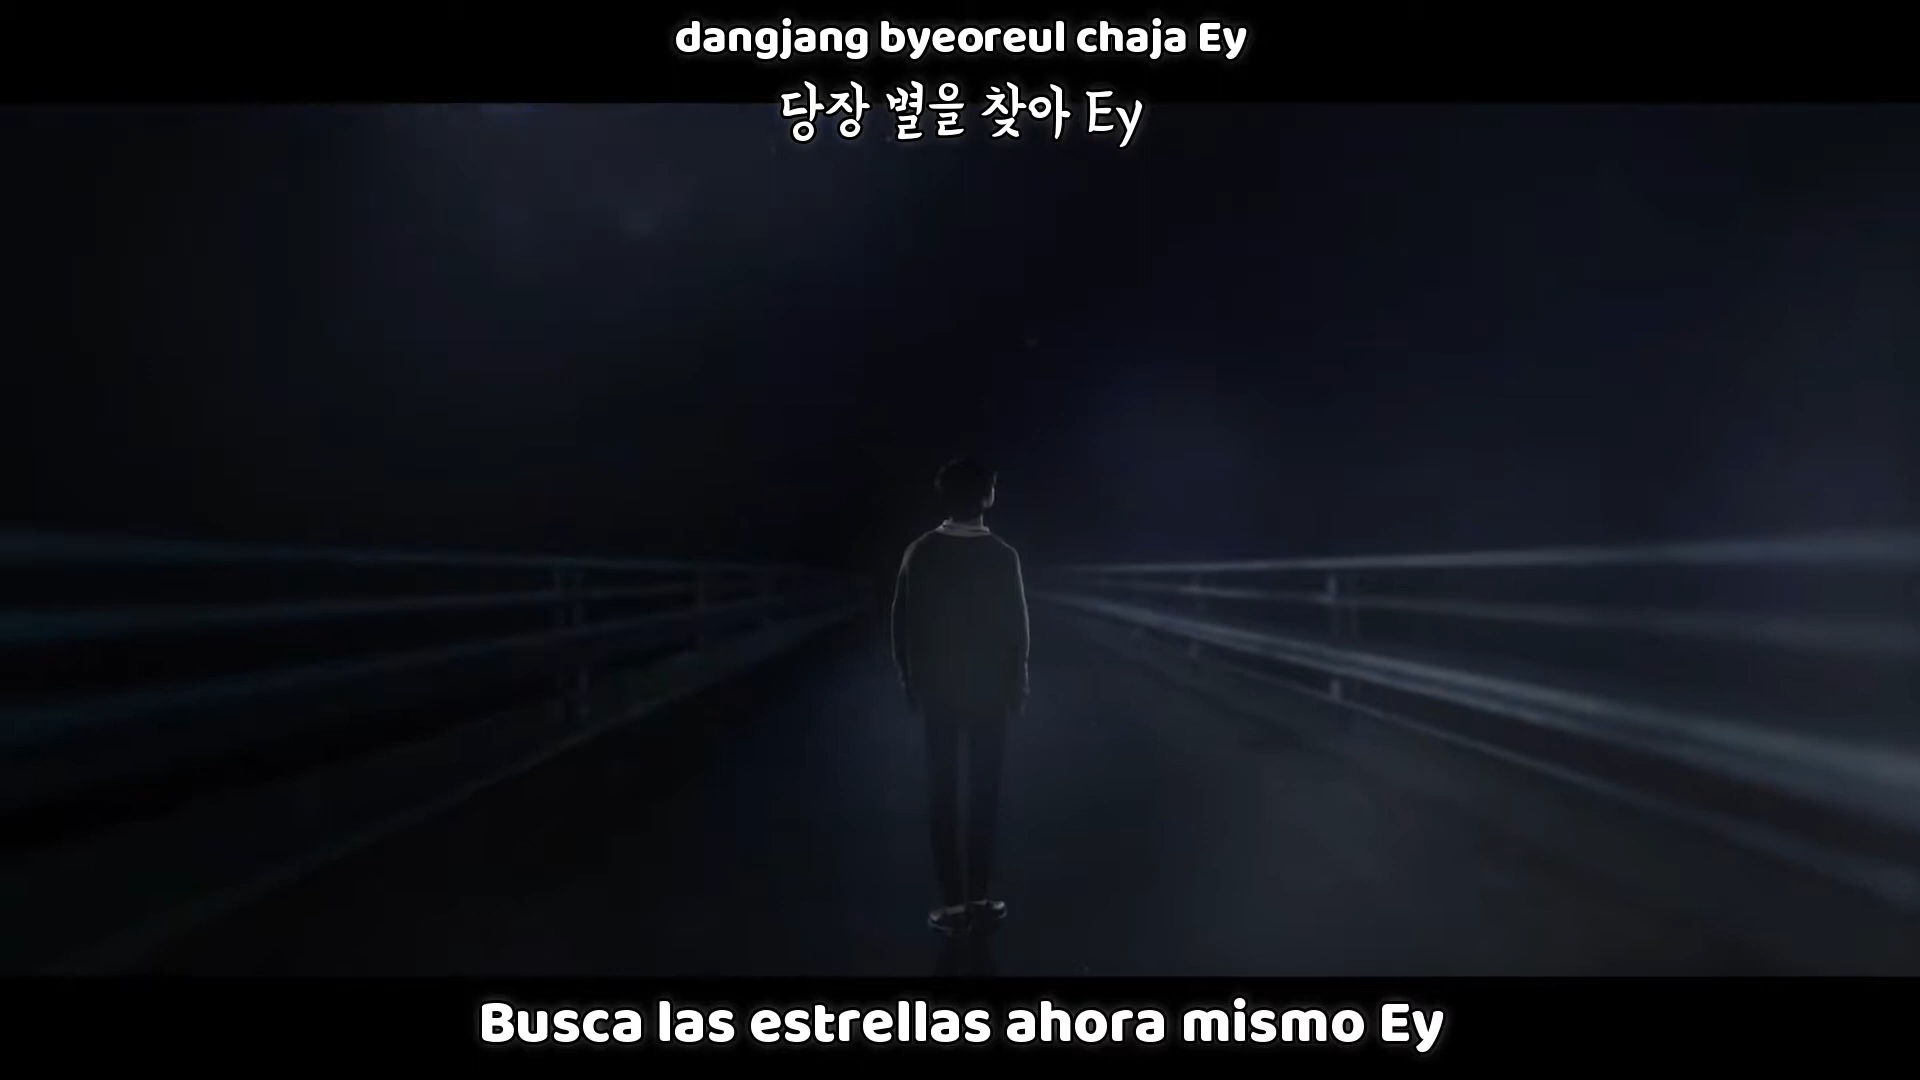 dangjang byeoreul chaja Ey
당장 별을 찾아 Ey
Busca las estrellas ahora mismo Ey